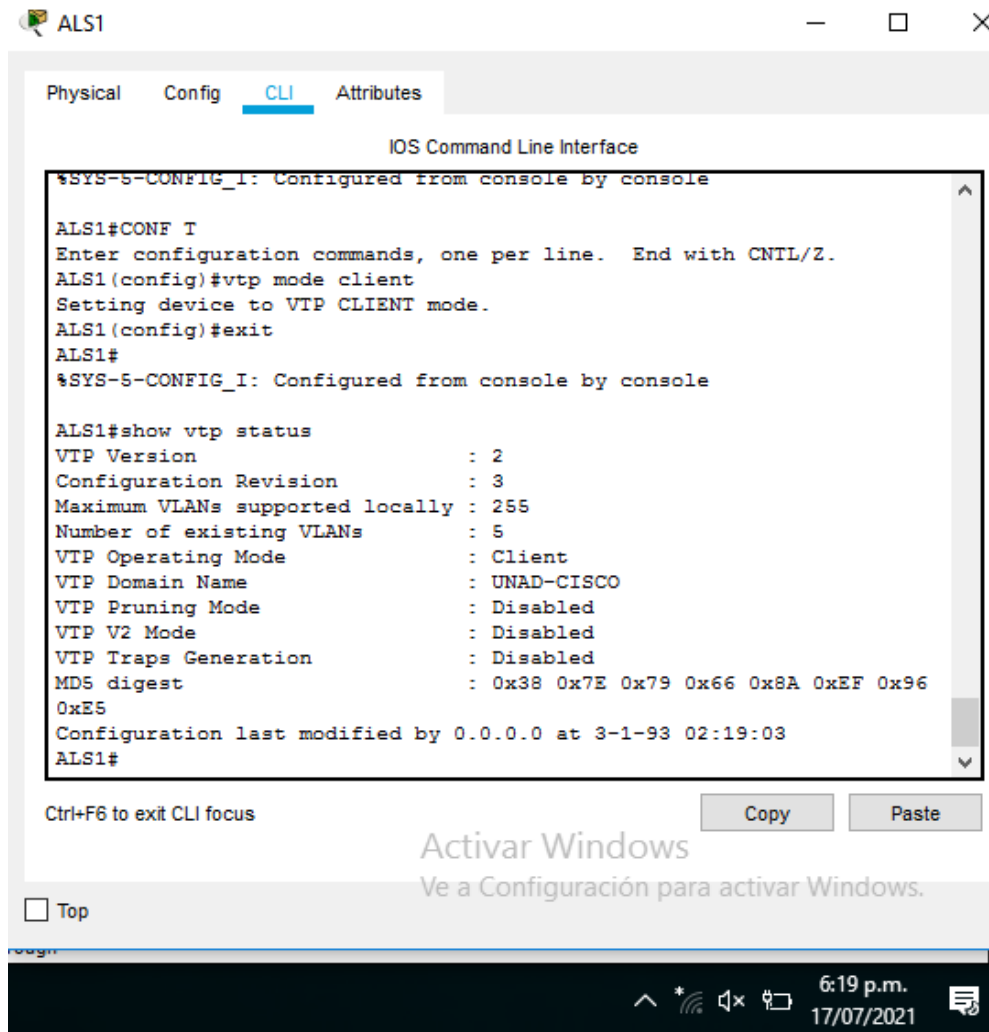 ALS1
Physical Config CLI Attributes
IOS Command Line Interface
%SYS-5-CONFIG_I: Configured from console by console
ALS1#CONF T
Enter configuration commands, one per line.  End with CNTL/Z.
ALS1(config)#vtp mode client
Setting device to VTP CLIENT mode.
ALS1(config)#exit
ALS1#
%SYS-5-CONFIG_I: Configured from console by console
ALS1#show vtp status
VTP Version                     : 2
Configuration Revision          : 3
Maximum VLANs supported locally : 255
Number of existing VLANs        : 5
VTP Operating Mode              : Client
VTP Domain Name                 : UNAD-CISCO
VTP Pruning Mode                : Disabled
VTP V2 Mode                     : Disabled
VTP Traps Generation            : Disabled
MD5 digest                      : 0x38 0x7E 0x79 0x66 0x8A 0xEF 0x96
0xE5
Configuration last modified by 0.0.0.0 at 3-1-93 02:19:03
ALS1#
Ctrl+F6 to exit CLI focus
Copy
Paste
Activar Windows
Ve a Configuración para activar Windows.
Top
6:19 p.m.
17/07/2021